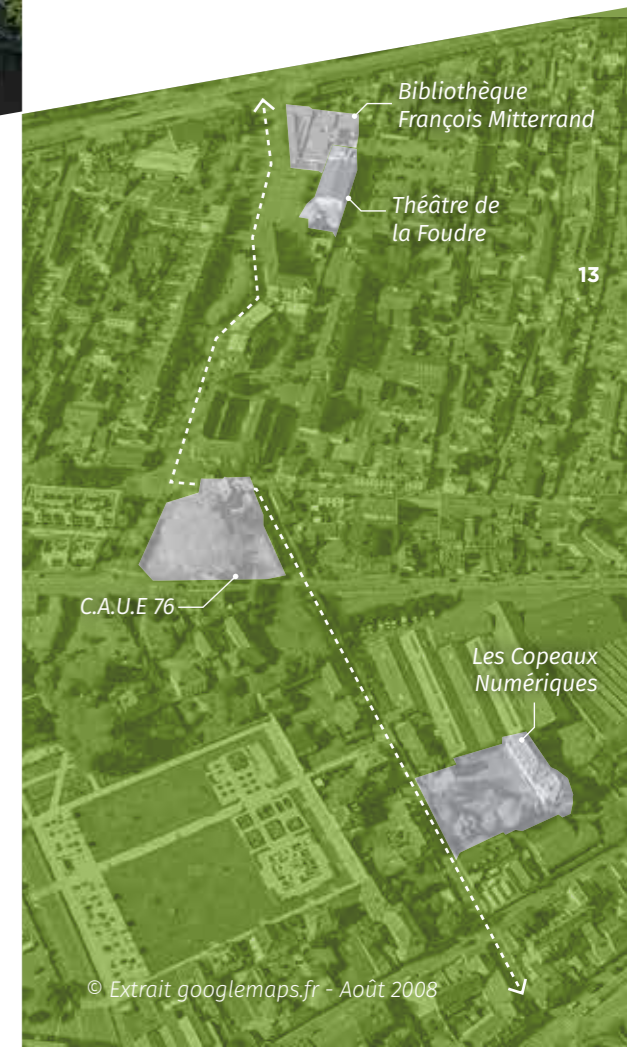 Bibliothèque
François Mitterrand
Théâtre de
la Foudre
13
C.A.U.E 76
Les Copeaux
Numériques
© Extrait googlemaps.fr - Août 2008